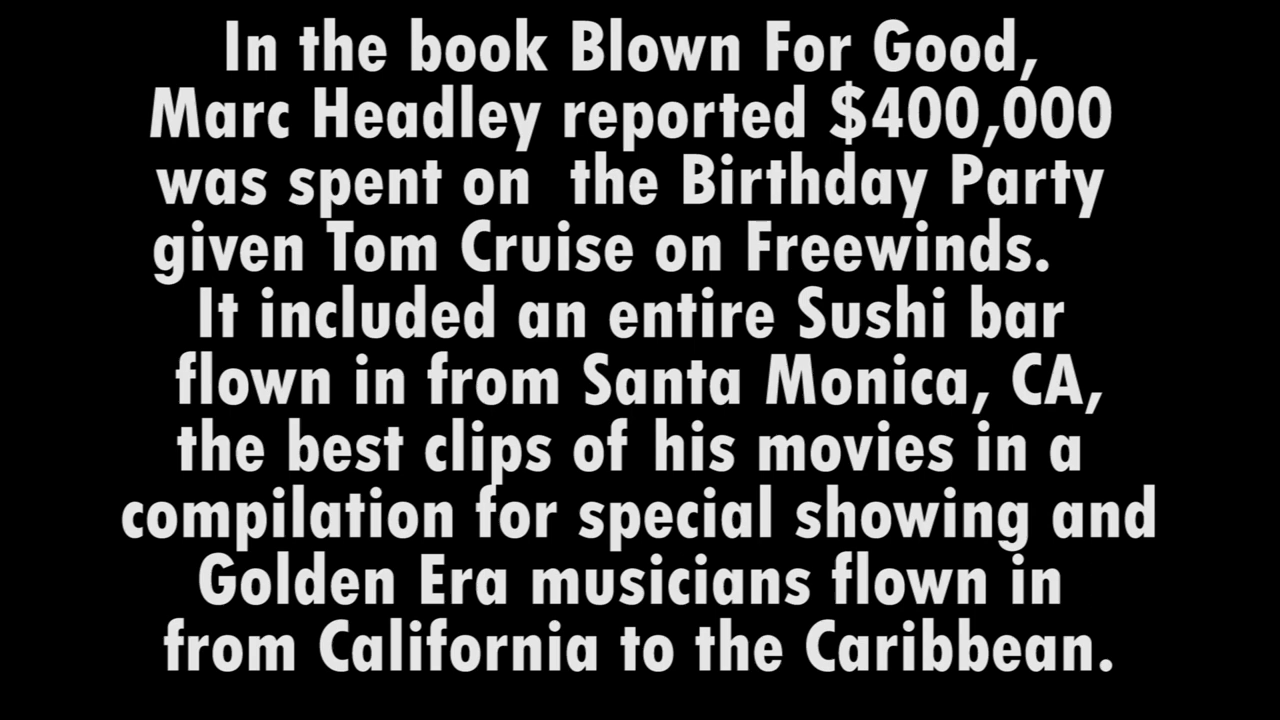 In the book Blown For Good,
Marc Headley reported $400,000
was spent on the Birthday Party
given Tom Cruise on Freewinds.
It included an entire Sushi bar
flown in from Santa Monica, CA,
the best clips of his movies in a
compilation for special showing and
Golden Era musicians flown in
from California to the Caribbean.